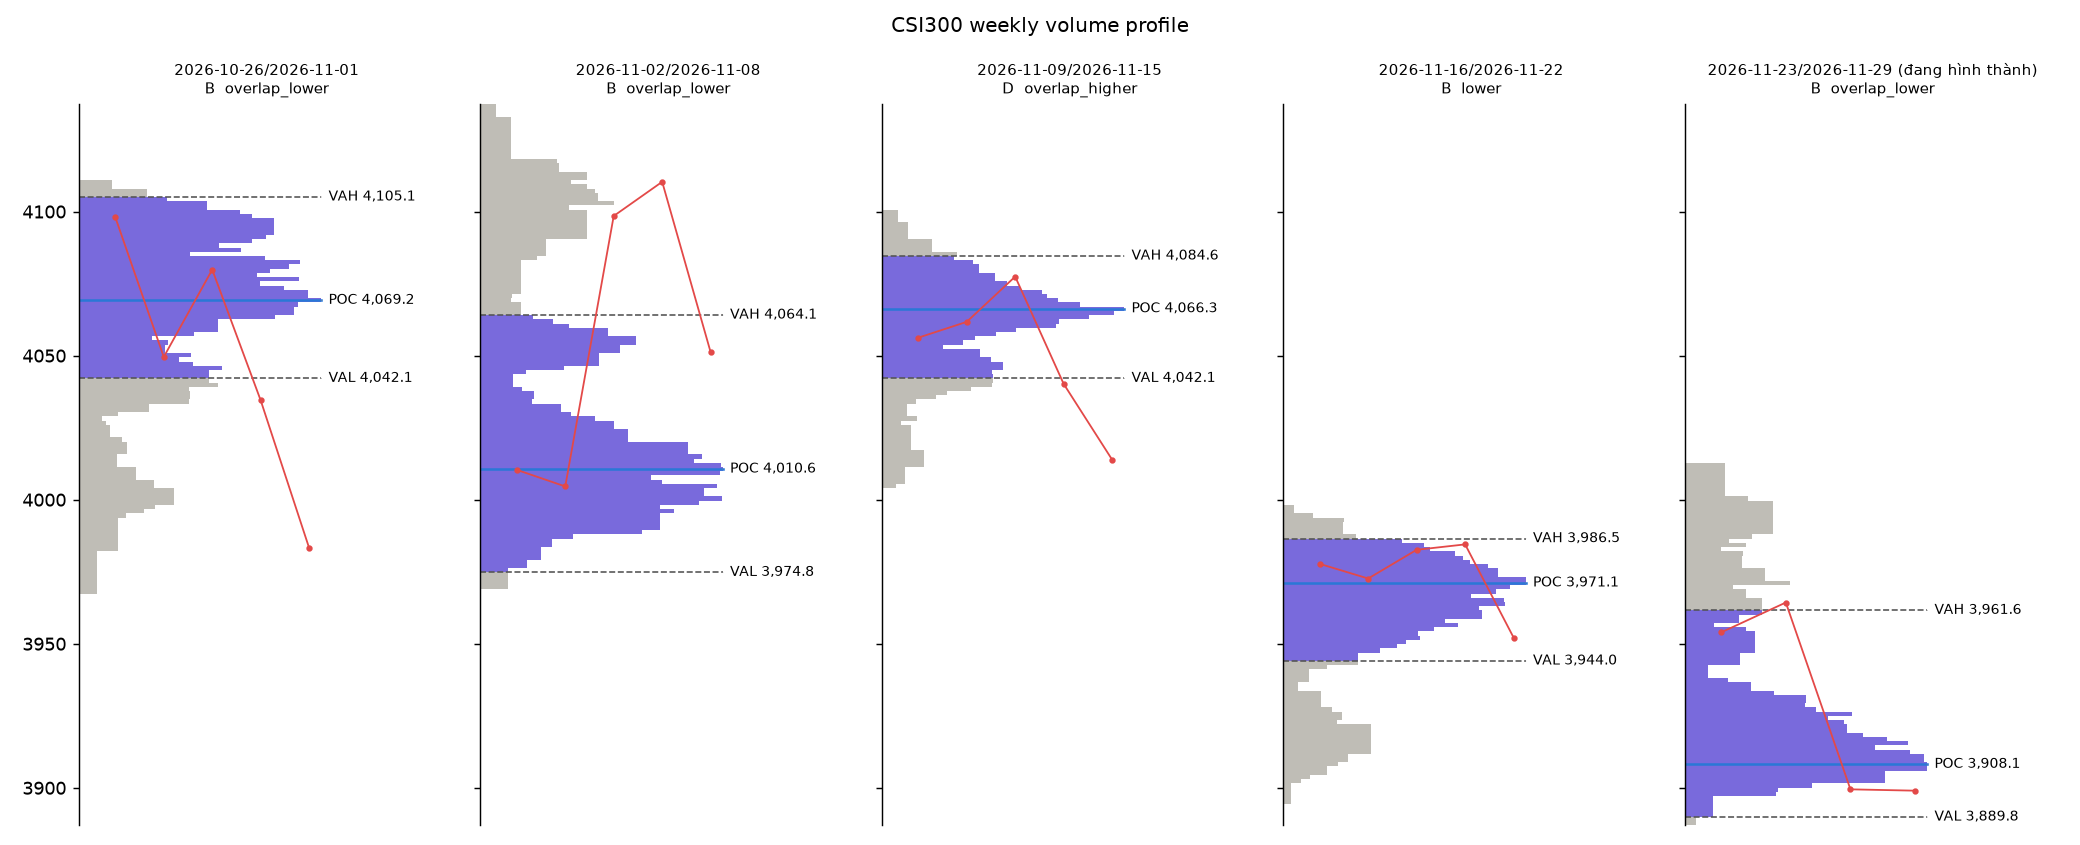 CSI300 weekly volume profile
2026-10-26/2026-11-01
B  overlap_lower
2026-11-02/2026-11-08
B  overlap_lower
2026-11-09/2026-11-15
D  overlap_higher
2026-11-16/2026-11-22
B  lower
2026-11-23/2026-11-29 (đang hình thành)
B  overlap_lower
4100
4050
4000
3950
3900
VAH 4,105.1
POC 4,069.2
VAL 4,042.1
VAH 4,064.1
POC 4,010.6
VAL 3,974.8
VAH 4,084.6
POC 4,066.3
VAL 4,042.1
VAH 3,986.5
POC 3,971.1
VAL 3,944.0
VAH 3,961.6
POC 3,908.1
VAL 3,889.8